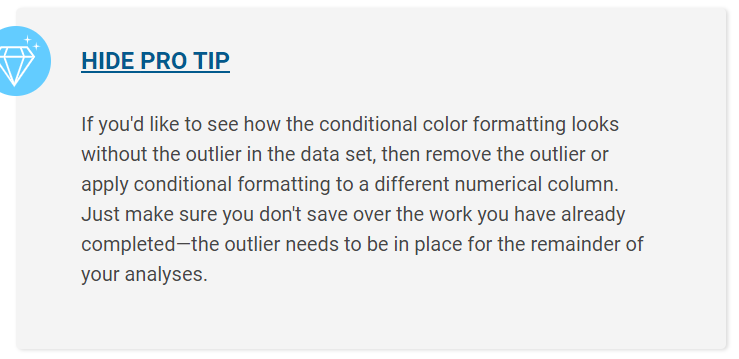 HIDE PRO TIP
If you'd like to see how the conditional color formatting looks
without the outlier in the data set, then remove the outlier or
apply conditional formatting to a different numerical column.
Just make sure you don't save over the work you have already
completed—the outlier needs to be in place for the remainder of
your analyses.